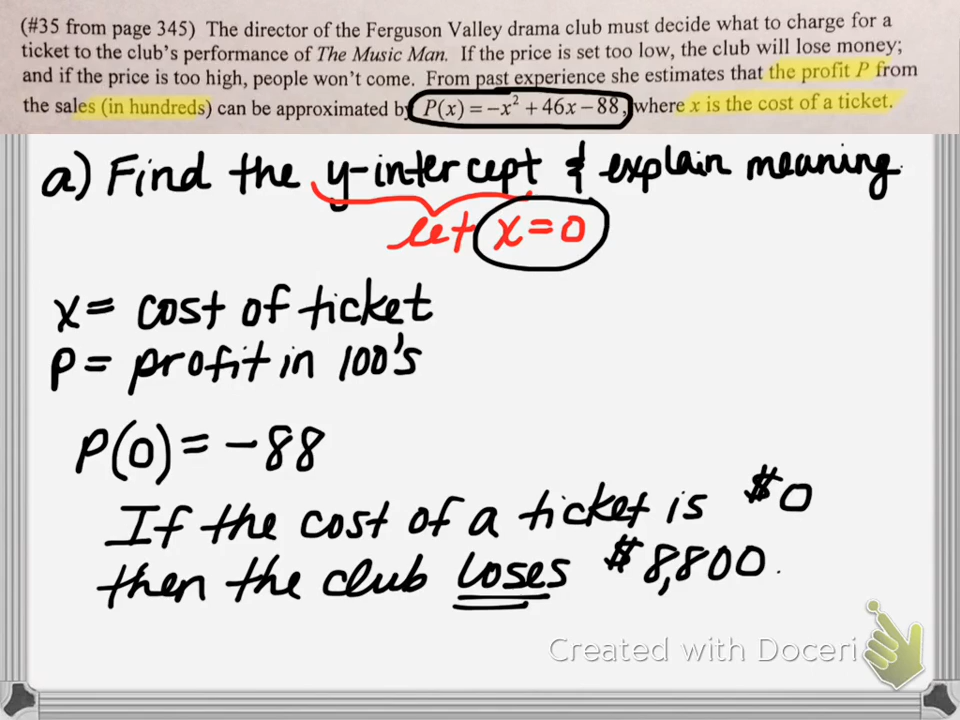 (#35 from page 345) The director of the Ferguson Valley drama club must decide what to charge for a
ticket to the club's performance of The Music Man. If the price is set too low, the club will lose money;
and if the price is too high, people won't come. From past experience she estimates that the profit P from
the sales (in hundreds) can be approximated by P(x) = −x² + 46x − 88, where x is the cost of a ticket.
a) Find the y-intercept & explain meaning.
let x = 0
x = cost of ticket
P = profit in 100's
P(0) = −88
If the cost of a ticket is $0
then the club loses $8,800.
Created with Doceri